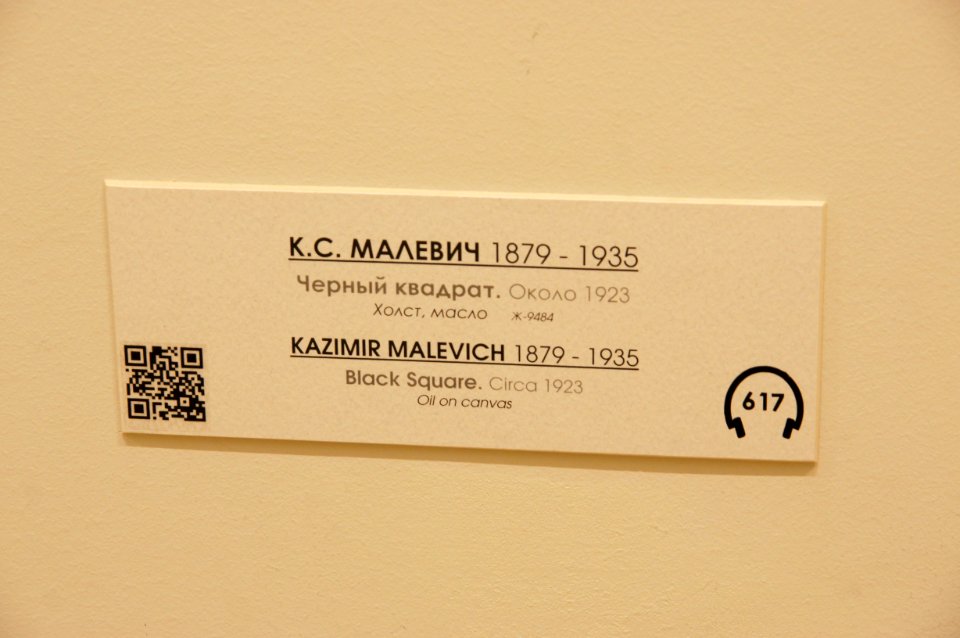 К.С. МАЛЕВИЧ 1879 - 1935
Черный квадрат. Около 1923
Холст, масло Ж-9484
KAZIMIR MALEVICH 1879 - 1935
Black Square. Circa 1923
Oil on canvas
617